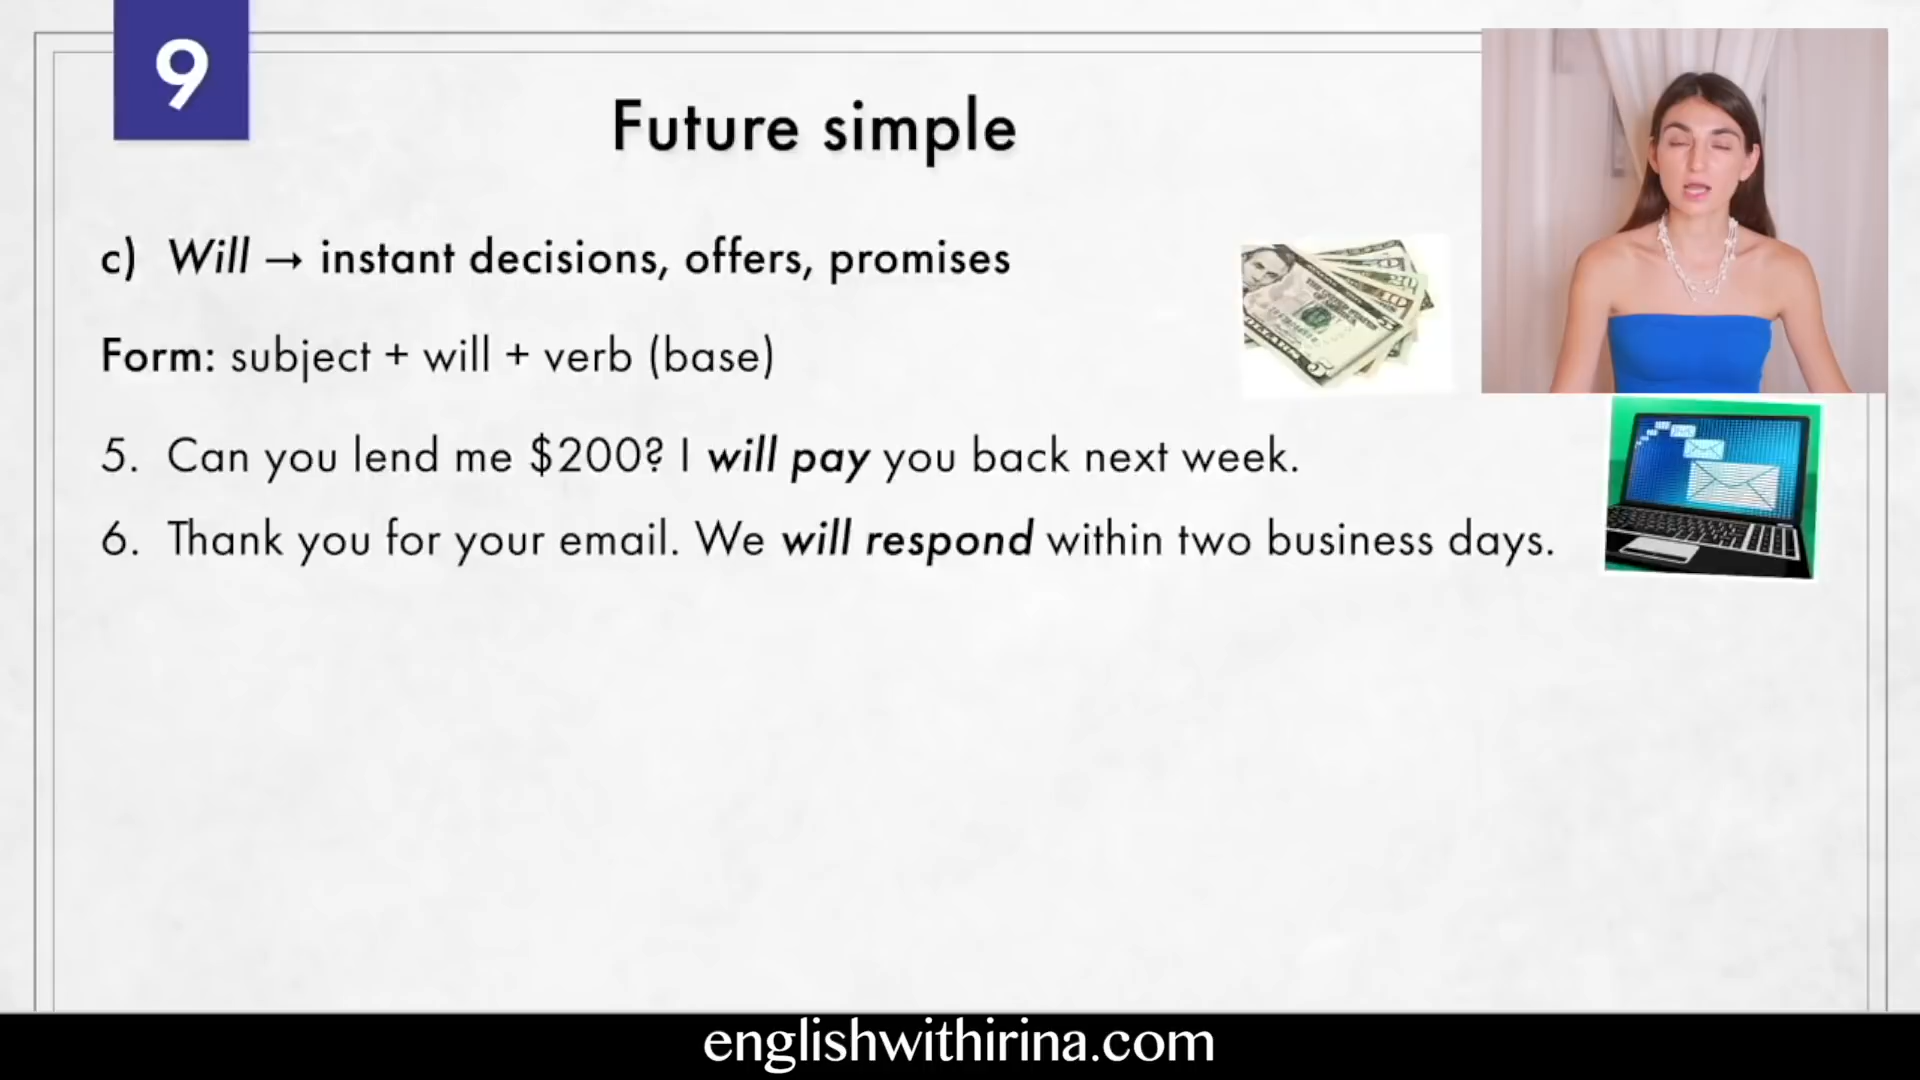 9
Future simple
c) Will → instant decisions, offers, promises
Form: subject + will + verb (base)
5. Can you lend me $200? I will pay you back next week.
6. Thank you for your email. We will respond within two business days.
englishwithirina.com